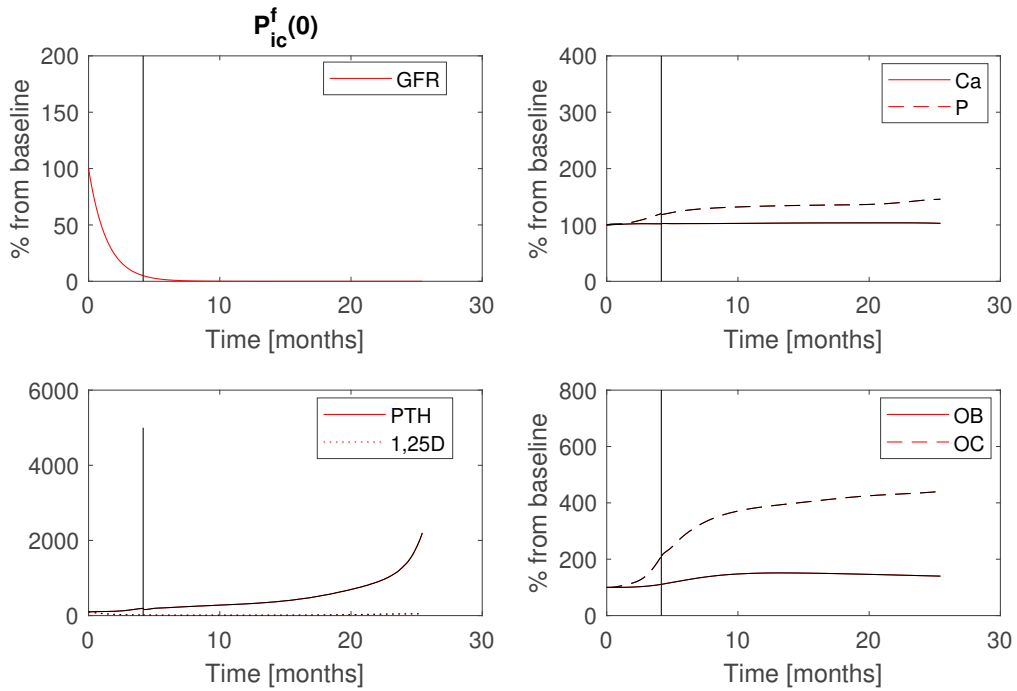 P_ic^f(0)
% from baseline
200
150
100
50
0
GFR
0 10 20 30
Time [months]
% from baseline
400
300
200
100
0
Ca
P
0 10 20 30
Time [months]
6000
4000
2000
0
PTH
1,25D
0 10 20 30
Time [months]
% from baseline
800
600
400
200
0
OB
OC
0 10 20 30
Time [months]